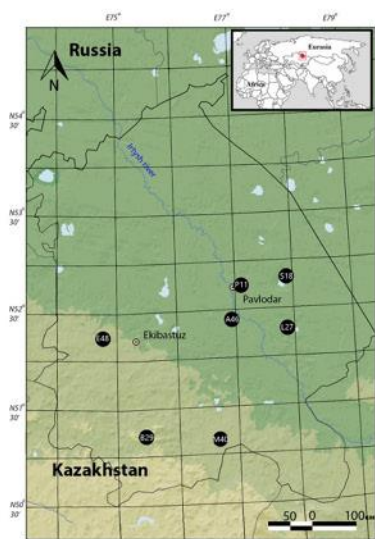 E75 E77 E79
Russia
Eurasia
Africa
N
N54
30'
Irtysh river
N53
30'
S18
P11
Pavlodar
N52
30'
A46
L27
E48
Ekibastuz
N51
30'
B29
M40
Kazakhstan
N50
30'
50 0 100 km